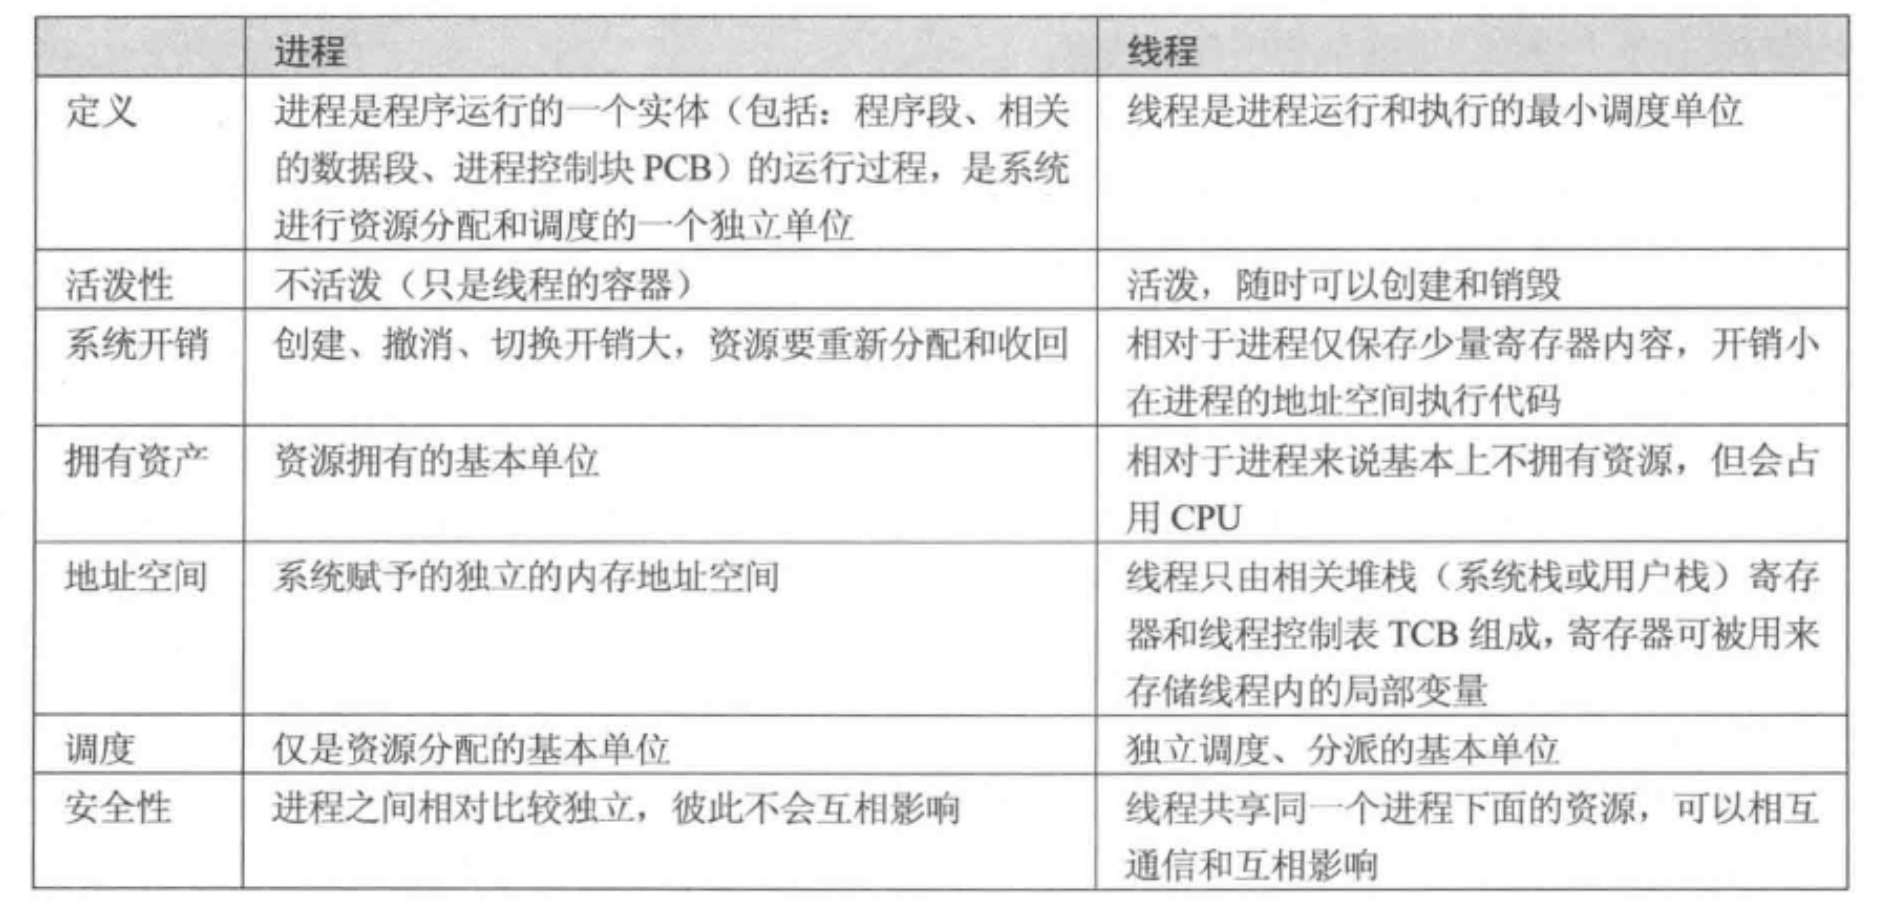 进程 线程
定义 进程是程序运行的一个实体（包括：程序段、相关 线程是进程运行和执行的最小调度单位
的数据段、进程控制块 PCB）的运行过程，是系统
进行资源分配和调度的一个独立单位
活泼性 不活泼（只是线程的容器） 活泼，随时可以创建和销毁
系统开销 创建、撤消、切换开销大，资源要重新分配和收回 相对于进程仅保存少量寄存器内容，开销小
在进程的地址空间执行代码
拥有资产 资源拥有的基本单位 相对于进程来说基本上不拥有资源，但会占
用 CPU
地址空间 系统赋予的独立的内存地址空间 线程只由相关堆栈（系统栈或用户栈）寄存
器和线程控制表 TCB 组成，寄存器可被用来
存储线程内的局部变量
调度 仅是资源分配的基本单位 独立调度、分派的基本单位
安全性 进程之间相对比较独立，彼此不会互相影响 线程共享同一个进程下面的资源，可以相互
通信和互相影响